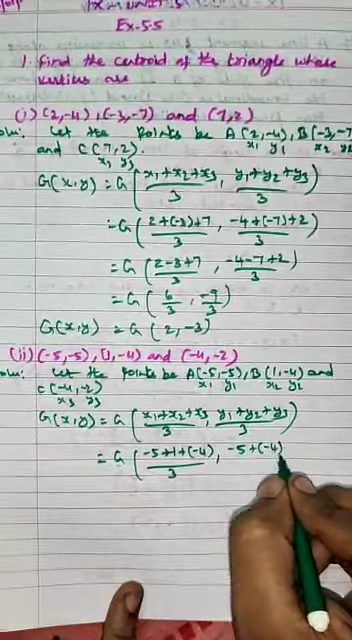 Ex-5.5
1. Find the centroid of the triangle whose
vertices are
(i) (2,-4), (-3,-7) and (7,2)
Soln: Let the points be A(2,-4), B(-3,-7
x₁ y₁ x₂ y₂
and C(7,2).
x₃ y₃
G(x,y) = G( x₁+x₂+x₃/3 , y₁+y₂+y₃/3 )
= G( 2+(-3)+7/3 , -4+(-7)+2/3 )
= G( 2-3+7/3 , -4-7+2/3 )
= G( 6/3 , -9/3 )
G(x,y) = G(2,-3)
(ii) (-5,-5), (1,-4) and (-4,-2)
Soln: Let the points be A(-5,-5), B(1,-4) and
x₁ y₁ x₂ y₂
C(-4,-2)
x₃ y₃
G(x,y) = G( x₁+x₂+x₃/3 , y₁+y₂+y₃/3 )
= G( -5+1+(-4)/3 , -5+(-4)